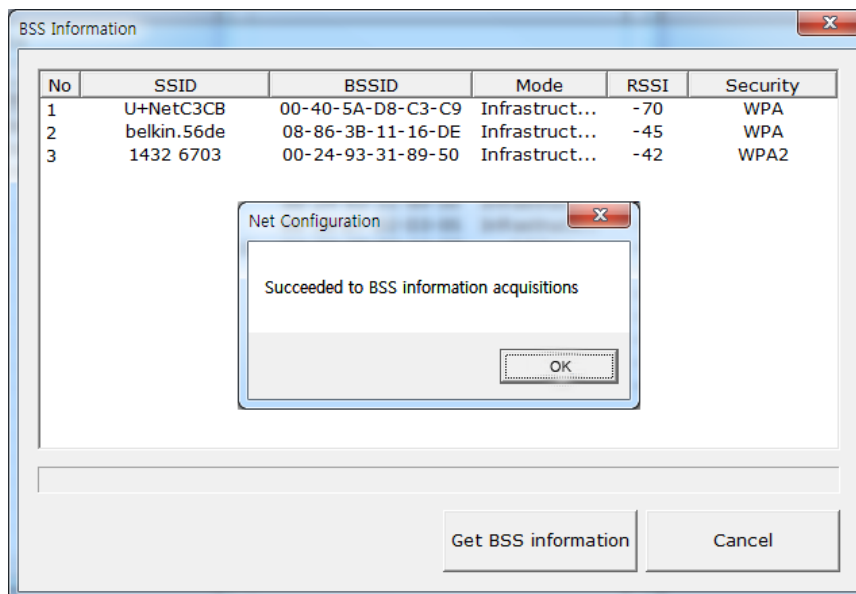 BSS Information
No SSID BSSID Mode RSSI Security
1 U+NetC3CB 00-40-5A-D8-C3-C9 Infrastruct... -70 WPA
2 belkin.56de 08-86-3B-11-16-DE Infrastruct... -45 WPA
3 1432 6703 00-24-93-31-89-50 Infrastruct... -42 WPA2
Net Configuration
Succeeded to BSS information acquisitions
OK
Get BSS information Cancel